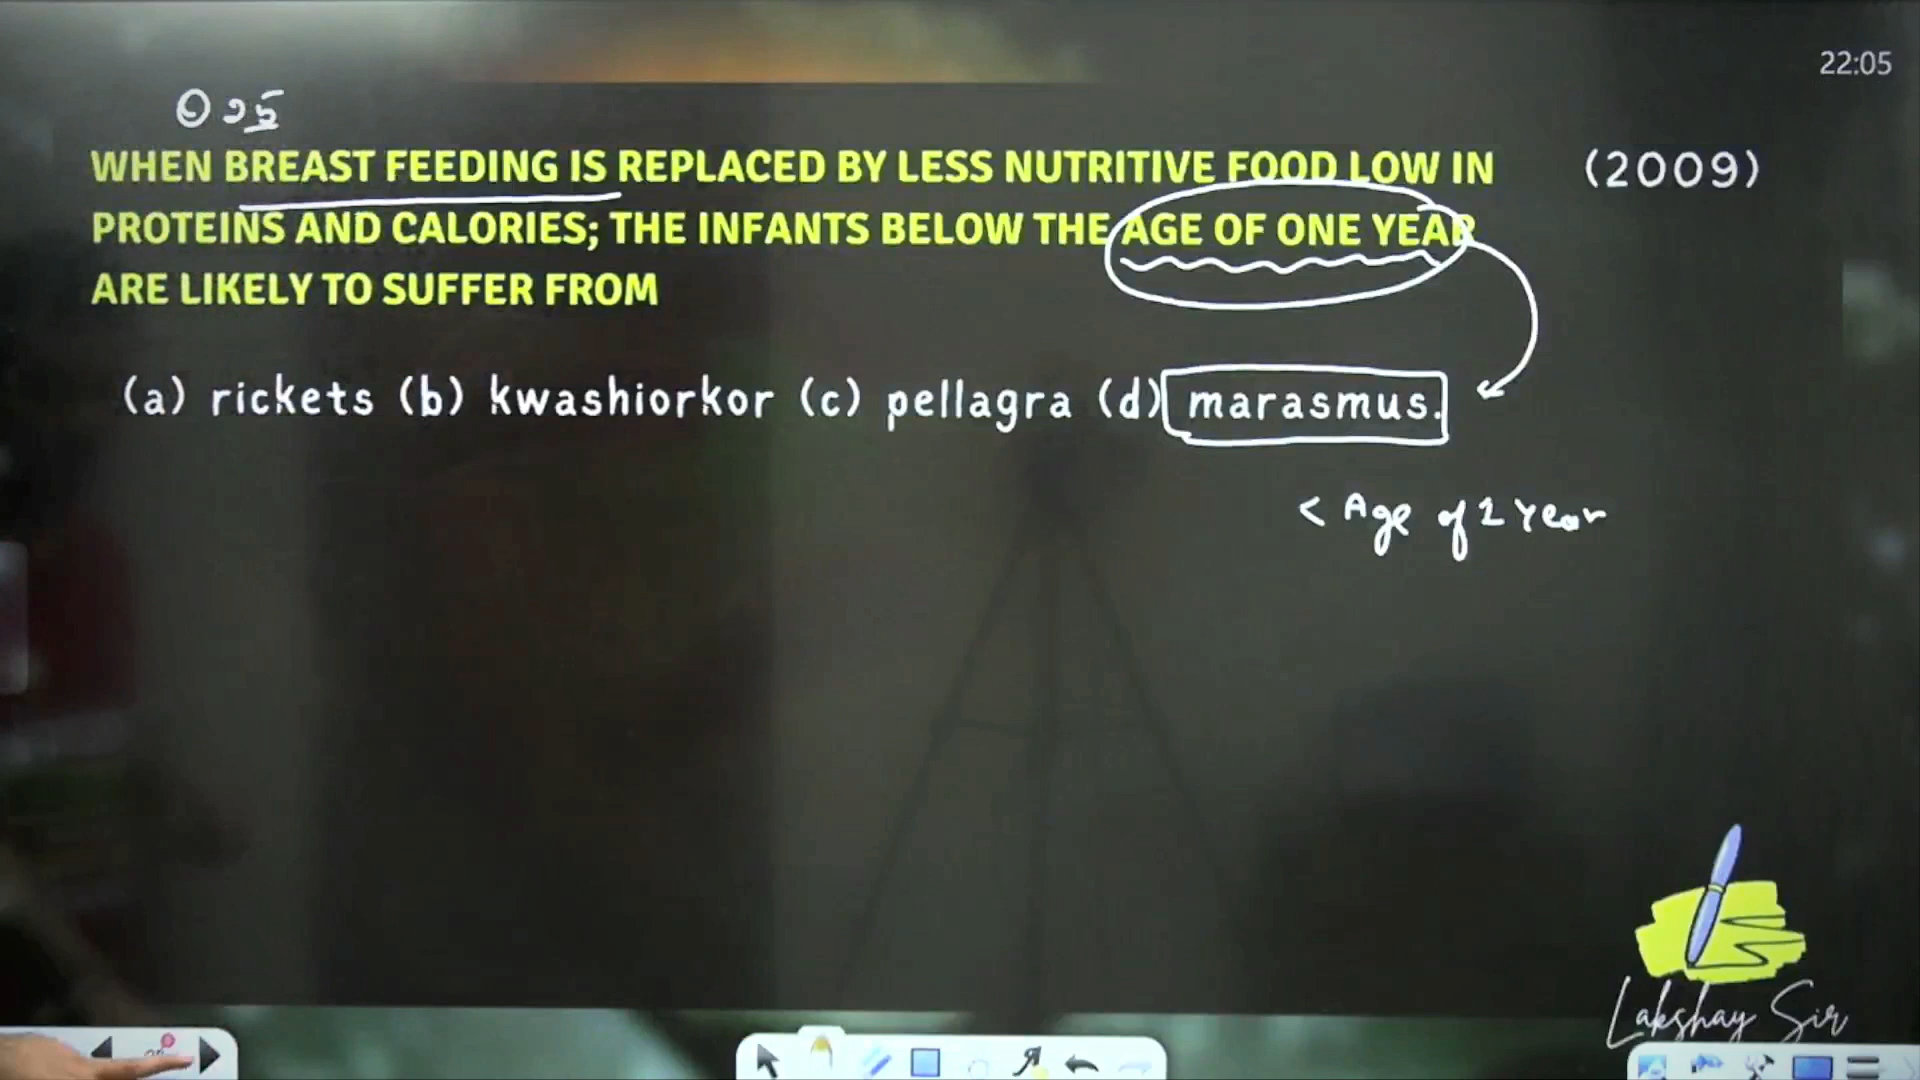 22:05
Q 25
WHEN BREAST FEEDING IS REPLACED BY LESS NUTRITIVE FOOD LOW IN (2009)
PROTEINS AND CALORIES; THE INFANTS BELOW THE AGE OF ONE YEAR
ARE LIKELY TO SUFFER FROM
(a) rickets (b) kwashiorkor (c) pellagra (d) marasmus.
< Age of 1 Year
Lakshay Sir